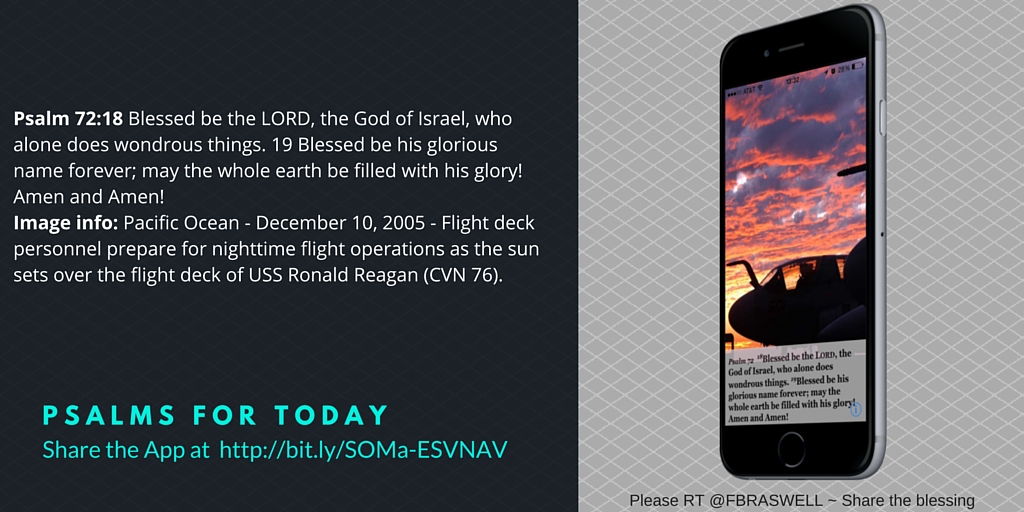 Psalm 72:18 Blessed be the LORD, the God of Israel, who
alone does wondrous things. 19 Blessed be his glorious
name forever; may the whole earth be filled with his glory!
Amen and Amen!
Image info: Pacific Ocean - December 10, 2005 - Flight deck
personnel prepare for nighttime flight operations as the sun
sets over the flight deck of USS Ronald Reagan (CVN 76).
PSALMS FOR TODAY
Share the App at http://bit.ly/SOMa-ESVNAV
AT&T 28%
Psalm 72 18Blessed be the LORD, the
God of Israel, who alone does
wondrous things. 19Blessed be his
glorious name forever; may the
whole earth be filled with his glory!
Amen and Amen!
Please RT @FBRASWELL ~ Share the blessing